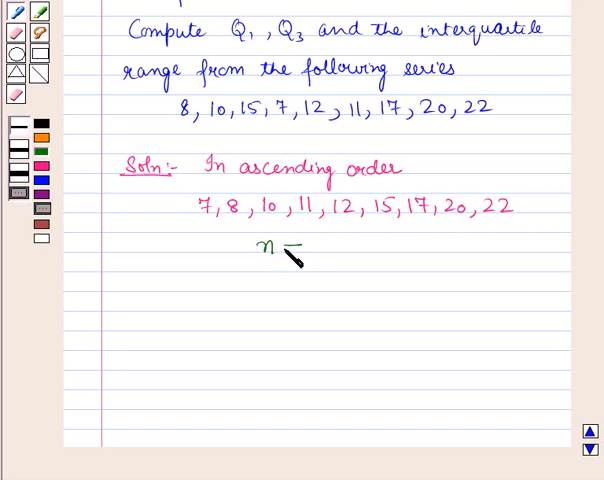 Compute Q1, Q3 and the interquartile
range from the following series
8, 10, 15, 7, 12, 11, 17, 20, 22
Soln:- In ascending order
7, 8, 10, 11, 12, 15, 17, 20, 22
n =